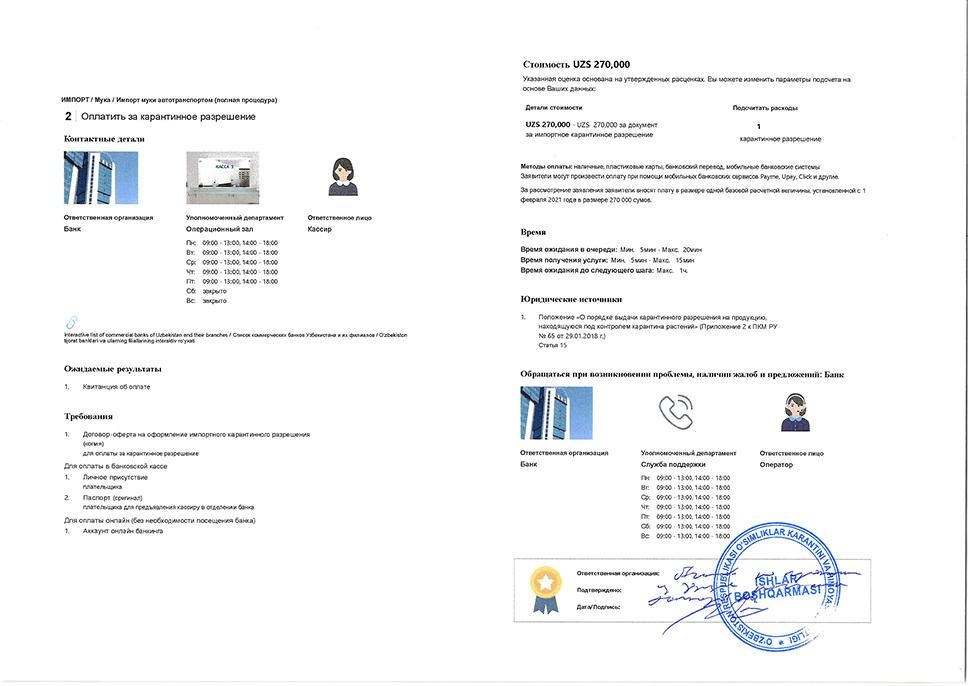 ИМПОРТ / Мука / Импорт муки автотранспортом (полная процедура)
2 Оплатить за карантинное разрешение
Контактные детали
КАССА
Ответственная организация
Банк
Уполномоченный департамент
Операционный зал
Пн: 09:00 - 13:00, 14:00 - 18:00
Вт: 09:00 - 13:00, 14:00 - 18:00
Ср: 09:00 - 13:00, 14:00 - 18:00
Чт: 09:00 - 13:00, 14:00 - 18:00
Пт: 09:00 - 13:00, 14:00 - 18:00
Сб: закрыто
Вс: закрыто
Ответственное лицо
Кассир
Interactive list of commercial banks of Uzbekistan and their branches / Список коммерческих банков Узбекистана и их филиалов / O'zbekiston
tijorat banklari va ularning filiallarining interaktiv ro'yxati
Ожидаемые результаты
1. Квитанция об оплате
Требования
1. Договор-оферта на оформление импортного карантинного разрешения
(копия)
для оплаты за карантинное разрешение
Для оплаты в банковской кассе
1. Личное присутствие
плательщика
2. Паспорт (оригинал)
плательщика для предъявления кассиру в отделении банка
Для оплаты онлайн (без необходимости посещения банка)
1. Аккаунт онлайн банкинга
Стоимость UZS 270,000
Указанная оценка основана на утвержденных расценках. Вы можете изменить параметры подсчета на
основе Ваших данных:
Детали стоимости
UZS 270,000 - UZS 270,000 за документ
за импортное карантинное разрешение
Подсчитать расходы
1
карантинное разрешение
Методы оплаты: наличные, пластиковые карты, банковский перевод, мобильные банковские системы
Заявители могут произвести оплату при помощи мобильных банковских сервисов Payme, Upay, Click и другие.
За рассмотрение заявления заявители вносят плату в размере одной базовой расчетной величины, установленной с 1
февраля 2021 года в размере 270 000 сумов.
Время
Время ожидания в очереди: Мин. 5мин - Макс. 20мин
Время получения услуги: Мин. 5мин - Макс. 15мин
Время ожидания до следующего шага: Макс. 1ч.
Юридические источники
1. Положение «О порядке выдачи карантинного разрешения на продукцию,
находящуюся под контролем карантина растений» (Приложение 2 к ПКМ РУ
№ 65 от 29.01.2018 г.)
Статья 15
Обращаться при возникновении проблемы, наличии жалоб и предложений: Банк
Ответственная организация
Банк
Уполномоченный департамент
Служба поддержки
Пн: 09:00 - 13:00, 14:00 - 18:00
Вт: 09:00 - 13:00, 14:00 - 18:00
Ср: 09:00 - 13:00, 14:00 - 18:00
Чт: 09:00 - 13:00, 14:00 - 18:00
Пт: 09:00 - 13:00, 14:00 - 18:00
Сб: 09:00 - 13:00, 14:00 - 18:00
Вс: 09:00 - 13:00, 14:00 - 18:00
Ответственное лицо
Оператор
Ответственная организация:
Подтверждено:
Дата/Подпись:
O'ZBEKISTON RESPUBLIKASI O'SIMLIKLAR KARANTINI VA
ISHLAR
BOSHQARMASI